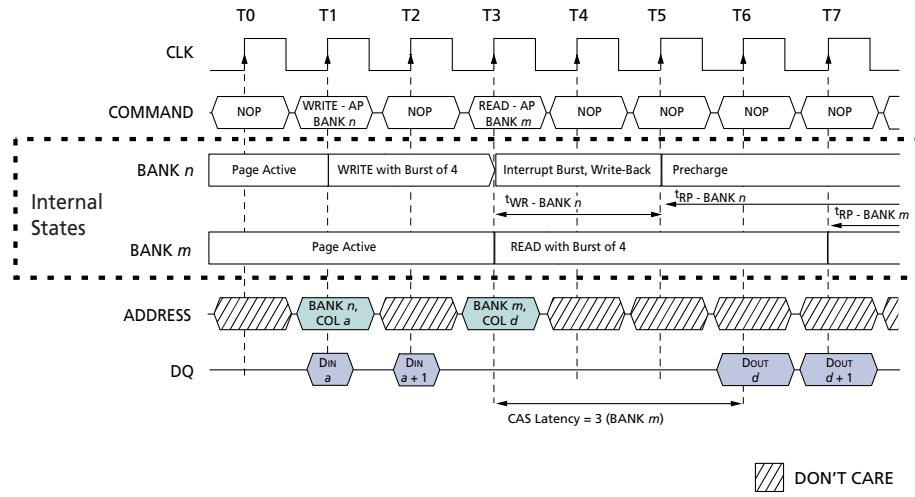 T0 T1 T2 T3 T4 T5 T6 T7
CLK
COMMAND NOP WRITE - AP BANK n NOP READ - AP BANK m NOP NOP NOP NOP
BANK n Page Active WRITE with Burst of 4 Interrupt Burst, Write-Back Precharge
Internal States
tWR - BANK n tRP - BANK n
tRP - BANK m
BANK m Page Active READ with Burst of 4
ADDRESS BANK n, COL a BANK m, COL d
DQ DIN a DIN a + 1 DOUT d DOUT d + 1
CAS Latency = 3 (BANK m)
DON'T CARE